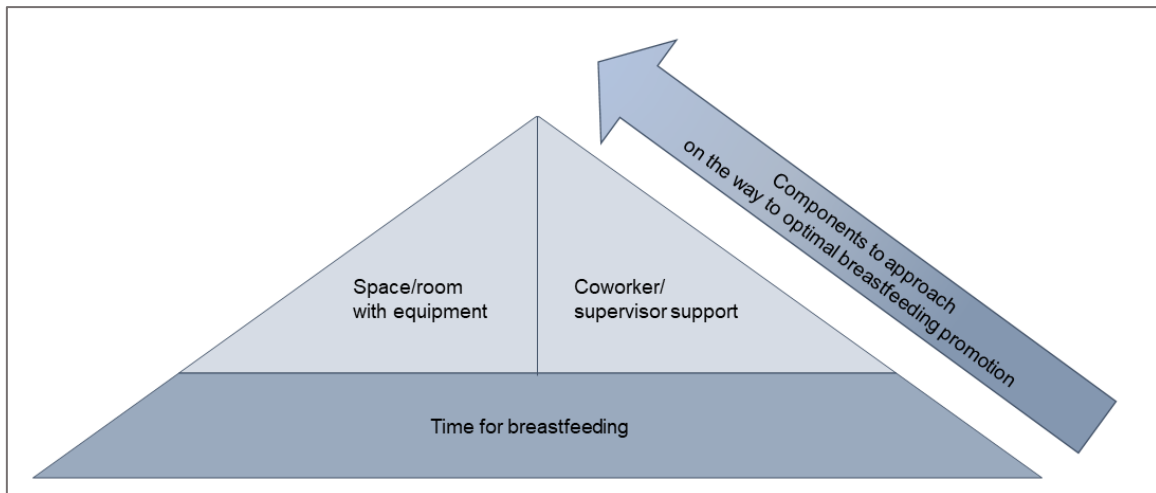 Components to approach
on the way to optimal breastfeeding promotion
Space/room
with equipment
Coworker/
supervisor support
Time for breastfeeding